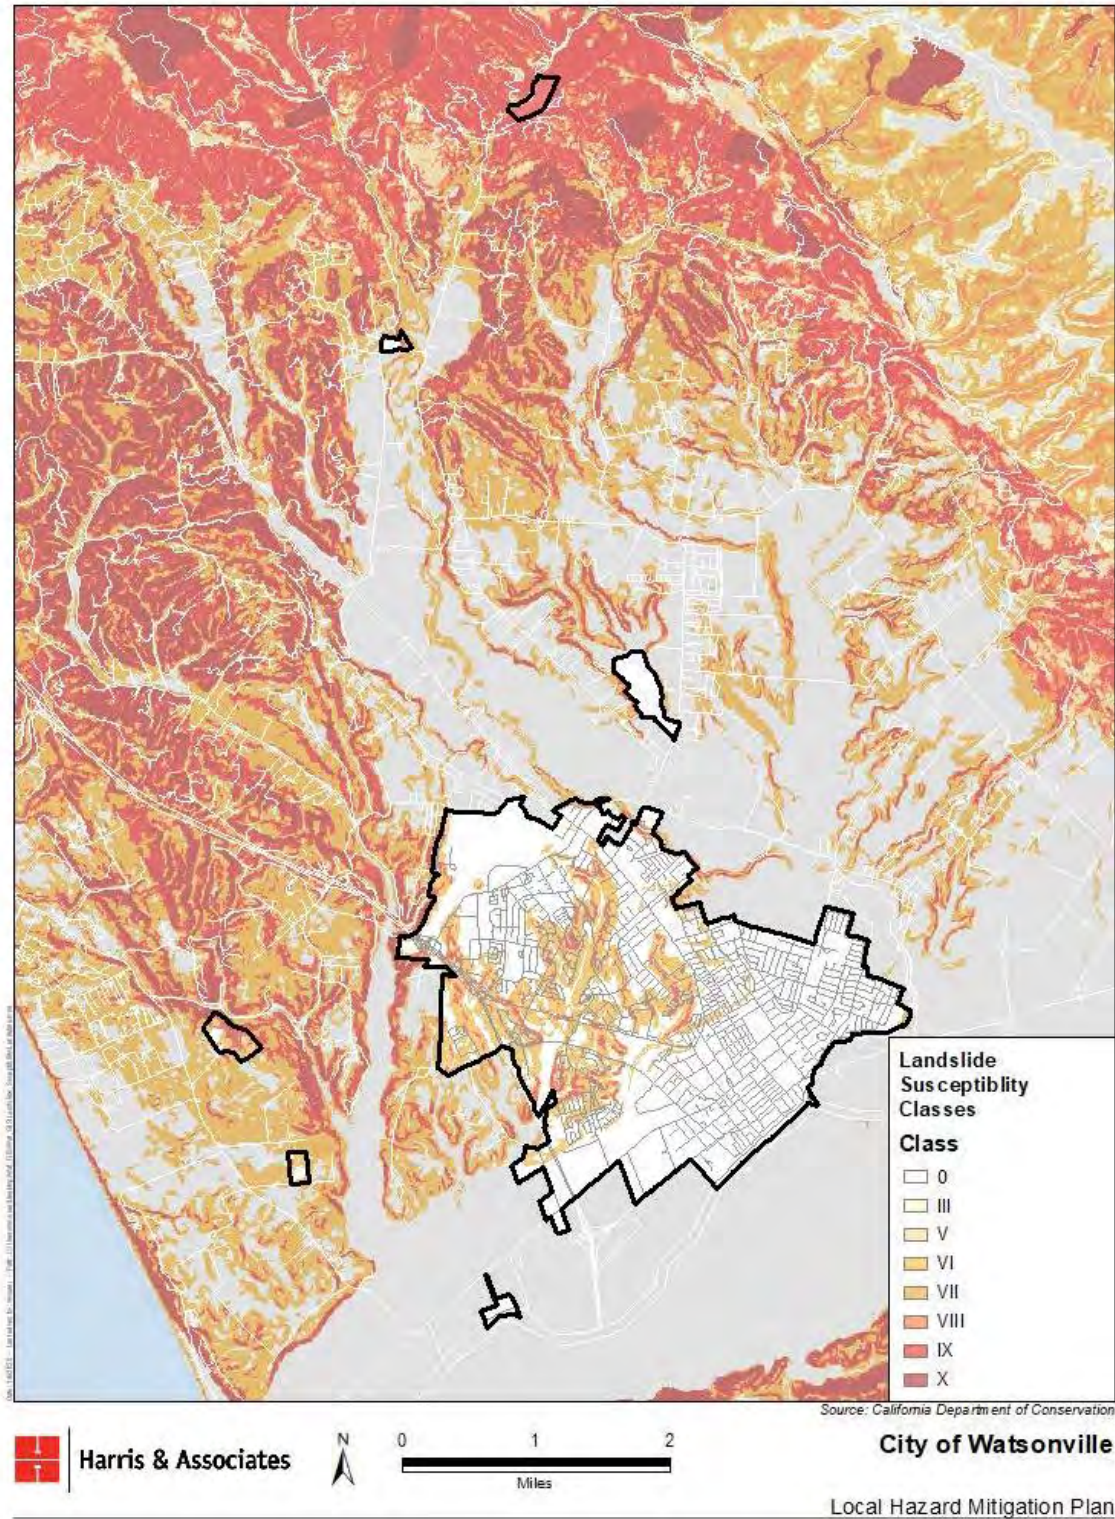 Landslide
Susceptiblity
Classes
Class
0
III
V
VI
VII
VIII
IX
X
Source: California Department of Conservation
Harris & Associates
N
0 1 2
Miles
City of Watsonville
Local Hazard Mitigation Plan